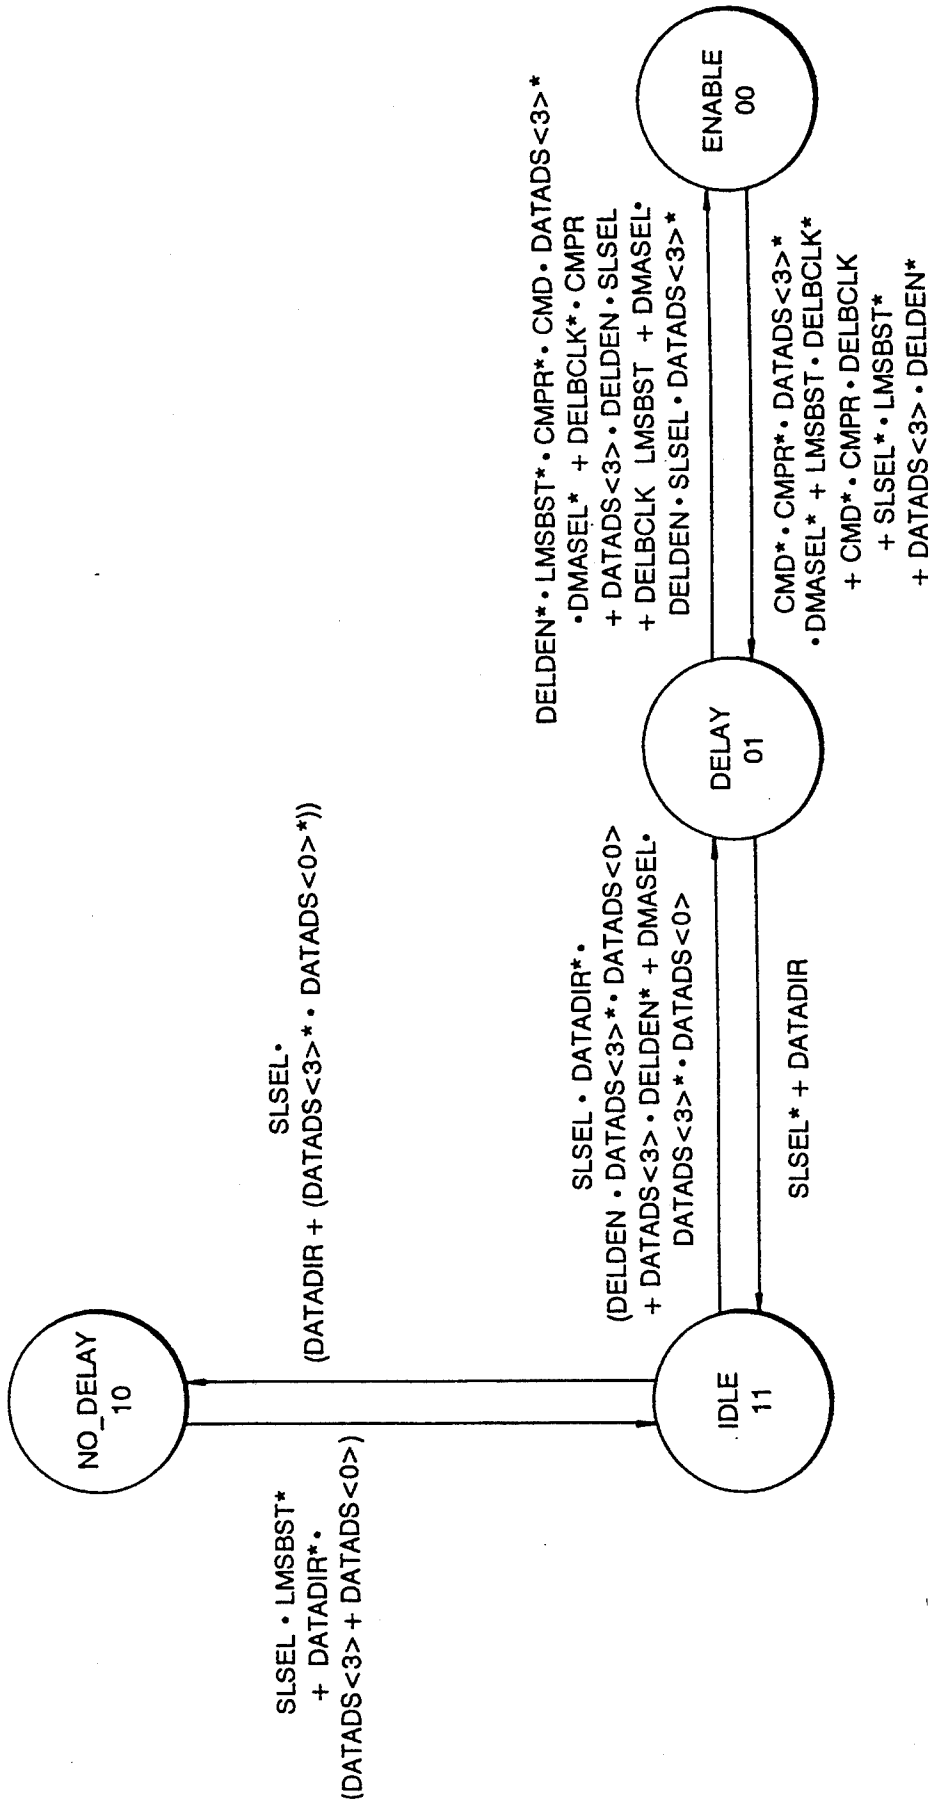 NO_DELAY
10
SLSEL • LMSBST*
+ DATADIR* •
(DATADS<3> + DATADS<0>)
SLSEL•
(DATADIR + (DATADS<3>* • DATADS<0>*))
IDLE
11
SLSEL • DATADIR* •
(DELDEN • DATADS<3>* • DATADS<0>
+ DATADS<3> • DELDEN* + DMASEL•
DATADS<3>* • DATADS<0>
SLSEL* + DATADIR
DELAY
01
DELDEN* • LMSBST* • CMPR* • CMD • DATADS<3>*
•DMASEL* + DELBCLK* • CMPR
+ DATADS<3> • DELDEN • SLSEL
+ DELBCLK LMSBST + DMASEL•
DELDEN • SLSEL • DATADS<3>*
CMD* • CMPR* • DATADS<3>*
•DMASEL* + LMSBST • DELBCLK*
+ CMD* • CMPR • DELBCLK
+ SLSEL* • LMSBST*
+ DATADS<3> • DELDEN*
ENABLE
00